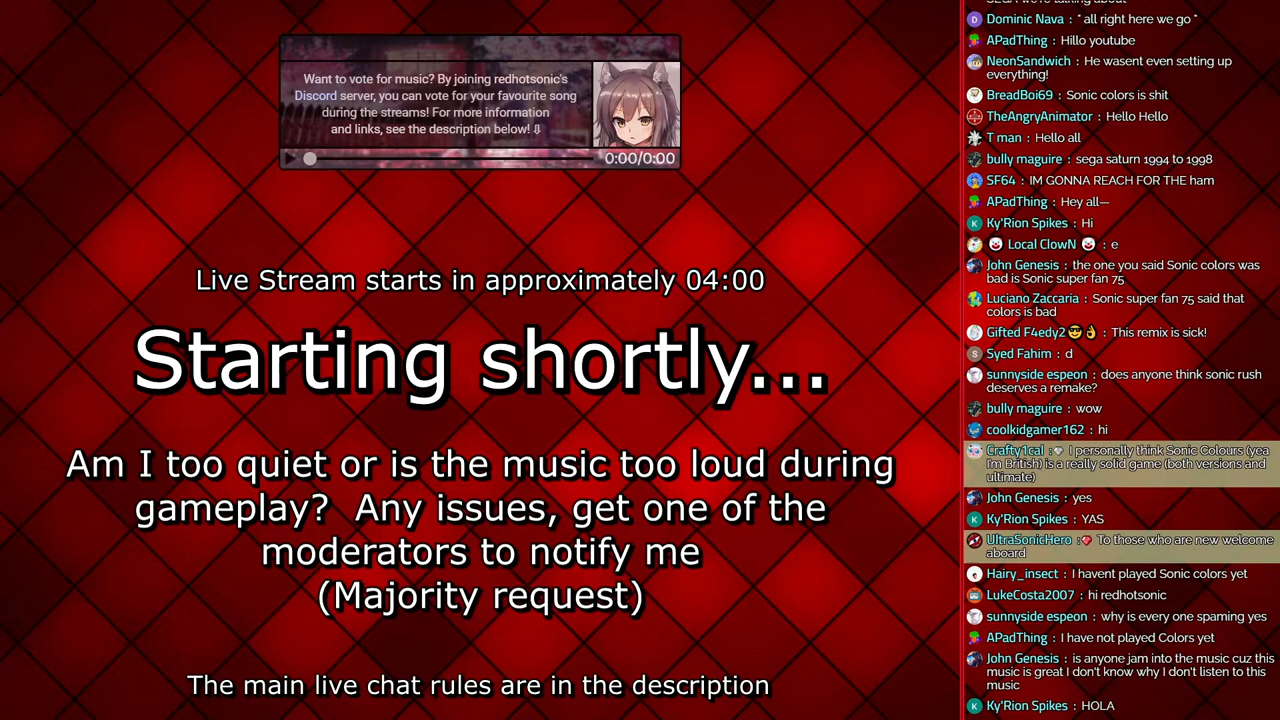 Want to vote for music? By joining redhotsonic's
Discord server, you can vote for your favourite song
during the streams! For more information
and links, see the description below! ⇩
0:00/0:00
Live Stream starts in approximately 04:00
Starting shortly...
Am I too quiet or is the music too loud during
gameplay?  Any issues, get one of the
moderators to notify me
(Majority request)
The main live chat rules are in the description
D Dominic Nava : " all right here we go "
APadThing : Hillo youtube
NeonSandwich : He wasent even setting up
everything!
BreadBoi69 : Sonic colors is shit
TheAngryAnimator : Hello Hello
T man : Hello all
bully maguire : sega saturn 1994 to 1998
SF64 : IM GONNA REACH FOR THE ham
APadThing : Hey all—
K Ky'Rion Spikes : Hi
🤡 Local ClowN 🤡 : e
John Genesis : the one you said Sonic colors was
bad is Sonic super fan 75
Luciano Zaccaria : Sonic super fan 75 said that
colors is bad
Gifted F4edy2😎👌 : This remix is sick!
S Syed Fahim : d
sunnyside espeon : does anyone think sonic rush
deserves a remake?
bully maguire : wow
coolkidgamer162 : hi
Crafty1cal : I personally think Sonic Colours (yea
I'm British) is a really solid game (both versions and
ultimate)
John Genesis : yes
K Ky'Rion Spikes : YAS
UltraSonicHero : To those who are new welcome
aboard
Hairy_insect : I havent played Sonic colors yet
LukeCosta2007 : hi redhotsonic
sunnyside espeon : why is every one spaming yes
APadThing : I have not played Colors yet
John Genesis : is anyone jam into the music cuz this
music is great I don't know why I don't listen to this
music
K Ky'Rion Spikes : HOLA